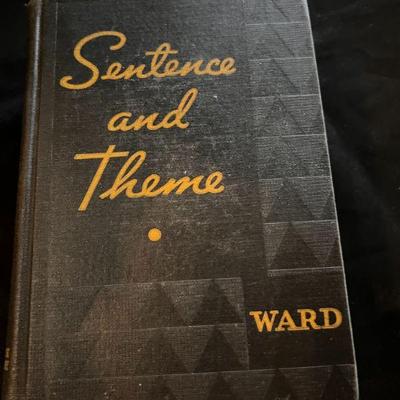 Sentence
and
Theme
WARD